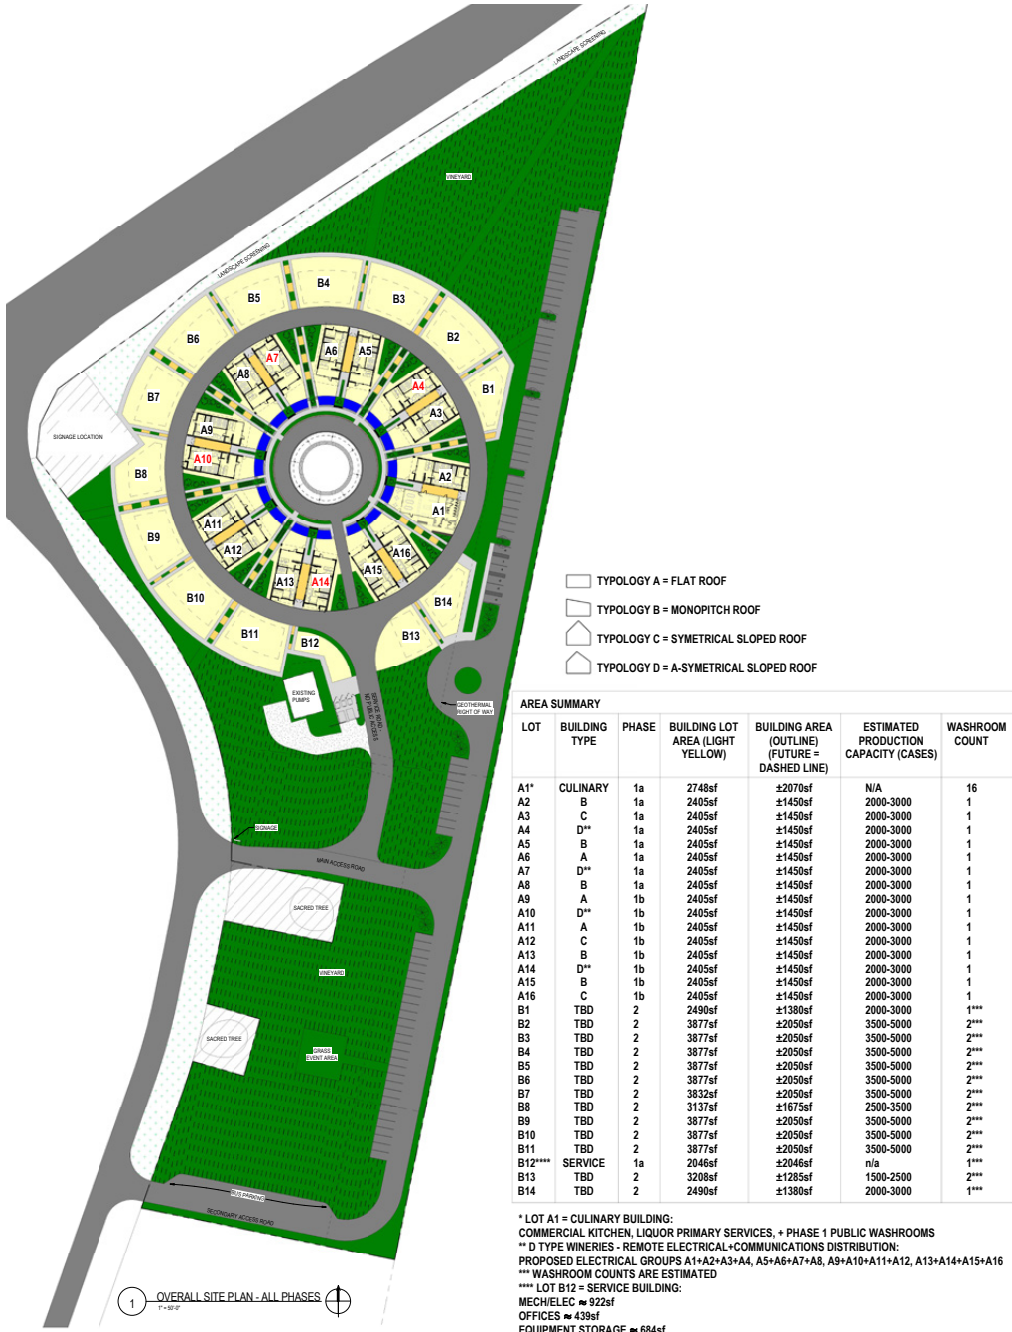 LANDSCAPE SCREENING
VINEYARD
LANDSCAPE SCREENING
B5
B4
B3
B6
B2
B7
B1
A7
A6
A5
A8
A4
A3
A9
A10
A2
A1
SIGNAGE LOCATION
B8
B9
A11
A12
A16
A15
A13
A14
B10
B14
B11
B12
B13
EXISTING
PUMPS
SERVICE ROAD -
NO PUBLIC ACCESS
GEOTHERMAL
RIGHT OF WAY
SIGNAGE
MAIN ACCESS ROAD
SACRED TREE
VINEYARD
SACRED TREE
GRASS
EVENT AREA
BUS PARKING
SECONDARY ACCESS ROAD
1 OVERALL SITE PLAN - ALL PHASES
1" = 50'-0"
TYPOLOGY A = FLAT ROOF
TYPOLOGY B = MONOPITCH ROOF
TYPOLOGY C = SYMETRICAL SLOPED ROOF
TYPOLOGY D = A-SYMETRICAL SLOPED ROOF
AREA SUMMARY
LOT BUILDING TYPE PHASE BUILDING LOT AREA (LIGHT YELLOW) BUILDING AREA (OUTLINE) (FUTURE = DASHED LINE) ESTIMATED PRODUCTION CAPACITY (CASES) WASHROOM COUNT
A1* CULINARY 1a 2748sf ±2070sf N/A 16
A2 B 1a 2405sf ±1450sf 2000-3000 1
A3 C 1a 2405sf ±1450sf 2000-3000 1
A4 D** 1a 2405sf ±1450sf 2000-3000 1
A5 B 1a 2405sf ±1450sf 2000-3000 1
A6 A 1a 2405sf ±1450sf 2000-3000 1
A7 D** 1a 2405sf ±1450sf 2000-3000 1
A8 B 1a 2405sf ±1450sf 2000-3000 1
A9 A 1b 2405sf ±1450sf 2000-3000 1
A10 D** 1b 2405sf ±1450sf 2000-3000 1
A11 A 1b 2405sf ±1450sf 2000-3000 1
A12 C 1b 2405sf ±1450sf 2000-3000 1
A13 B 1b 2405sf ±1450sf 2000-3000 1
A14 D** 1b 2405sf ±1450sf 2000-3000 1
A15 B 1b 2405sf ±1450sf 2000-3000 1
A16 C 1b 2405sf ±1450sf 2000-3000 1
B1 TBD 2 2490sf ±1380sf 2000-3000 1***
B2 TBD 2 3877sf ±2050sf 3500-5000 2***
B3 TBD 2 3877sf ±2050sf 3500-5000 2***
B4 TBD 2 3877sf ±2050sf 3500-5000 2***
B5 TBD 2 3877sf ±2050sf 3500-5000 2***
B6 TBD 2 3877sf ±2050sf 3500-5000 2***
B7 TBD 2 3832sf ±2050sf 3500-5000 2***
B8 TBD 2 3137sf ±1675sf 2500-3500 2***
B9 TBD 2 3877sf ±2050sf 3500-5000 2***
B10 TBD 2 3877sf ±2050sf 3500-5000 2***
B11 TBD 2 3877sf ±2050sf 3500-5000 2***
B12**** SERVICE 1a 2046sf ±2046sf n/a 1***
B13 TBD 2 3208sf ±1285sf 1500-2500 2***
B14 TBD 2 2490sf ±1380sf 2000-3000 1***
* LOT A1 = CULINARY BUILDING:
COMMERCIAL KITCHEN, LIQUOR PRIMARY SERVICES, + PHASE 1 PUBLIC WASHROOMS
** D TYPE WINERIES - REMOTE ELECTRICAL+COMMUNICATIONS DISTRIBUTION:
PROPOSED ELECTRICAL GROUPS A1+A2+A3+A4, A5+A6+A7+A8, A9+A10+A11+A12, A13+A14+A15+A16
*** WASHROOM COUNTS ARE ESTIMATED
**** LOT B12 = SERVICE BUILDING:
MECH/ELEC ≈ 922sf
OFFICES ≈ 439sf
EQUIPMENT STORAGE ≈ 684sf